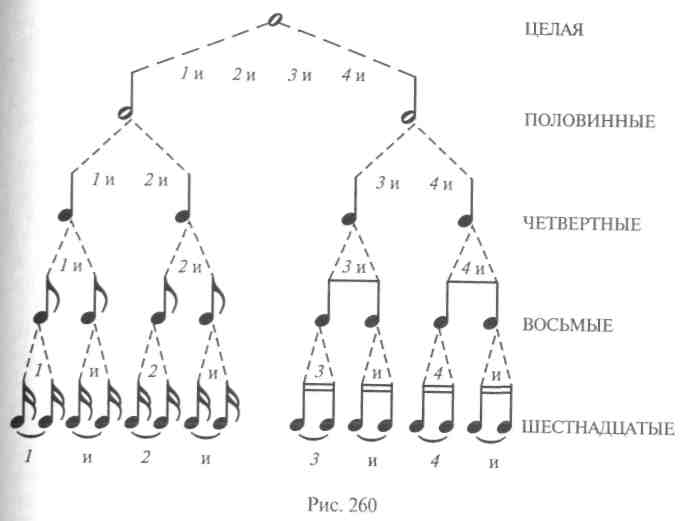 ЦЕЛАЯ
1 и 2 и 3 и 4 и
ПОЛОВИННЫЕ
1 и 2 и 3 и 4 и
ЧЕТВЕРТНЫЕ
1 и 2 и 3 и 4 и
ВОСЬМЫЕ
1 и 2 и 3 и 4 и
ШЕСТНАДЦАТЫЕ
1 и 2 и 3 и 4 и
Рис. 260